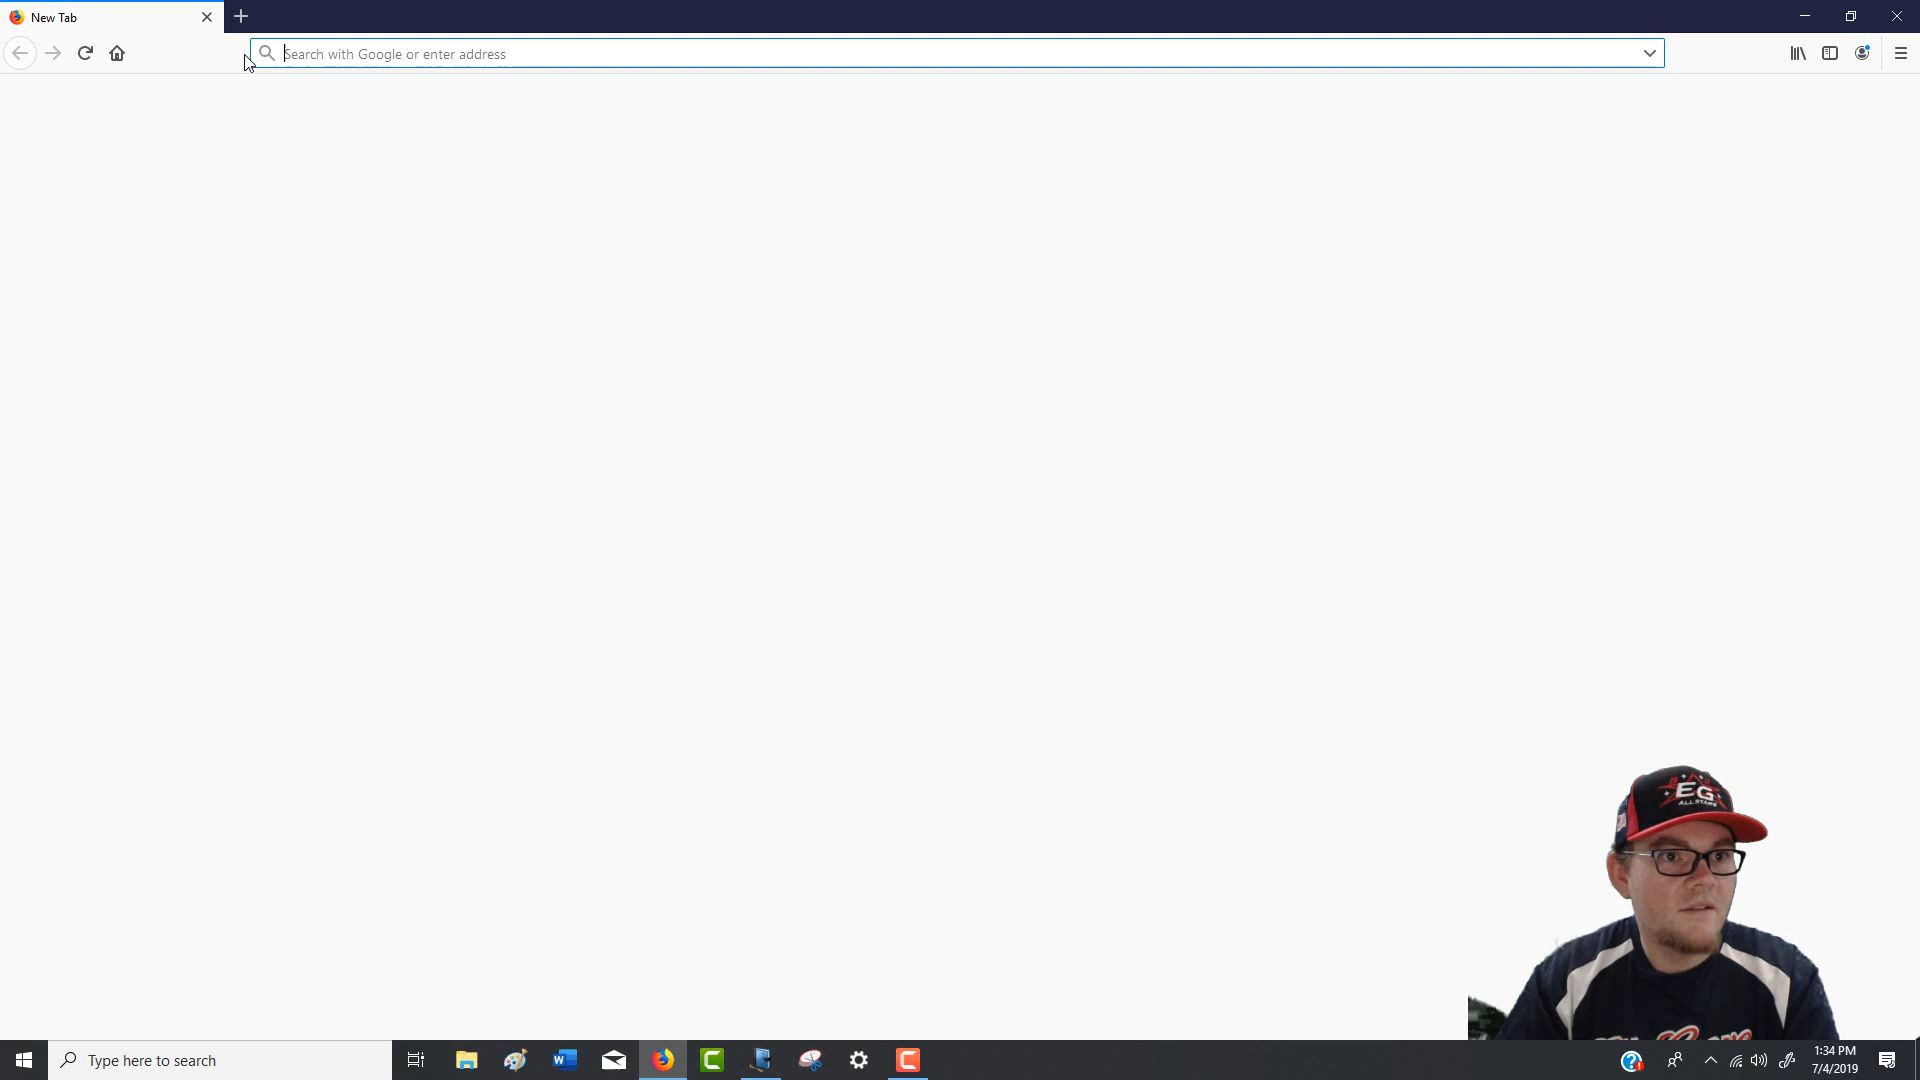 New Tab
Search with Google or enter address
EG
ALLSTARS
Type here to search
1:34 PM
7/4/2019